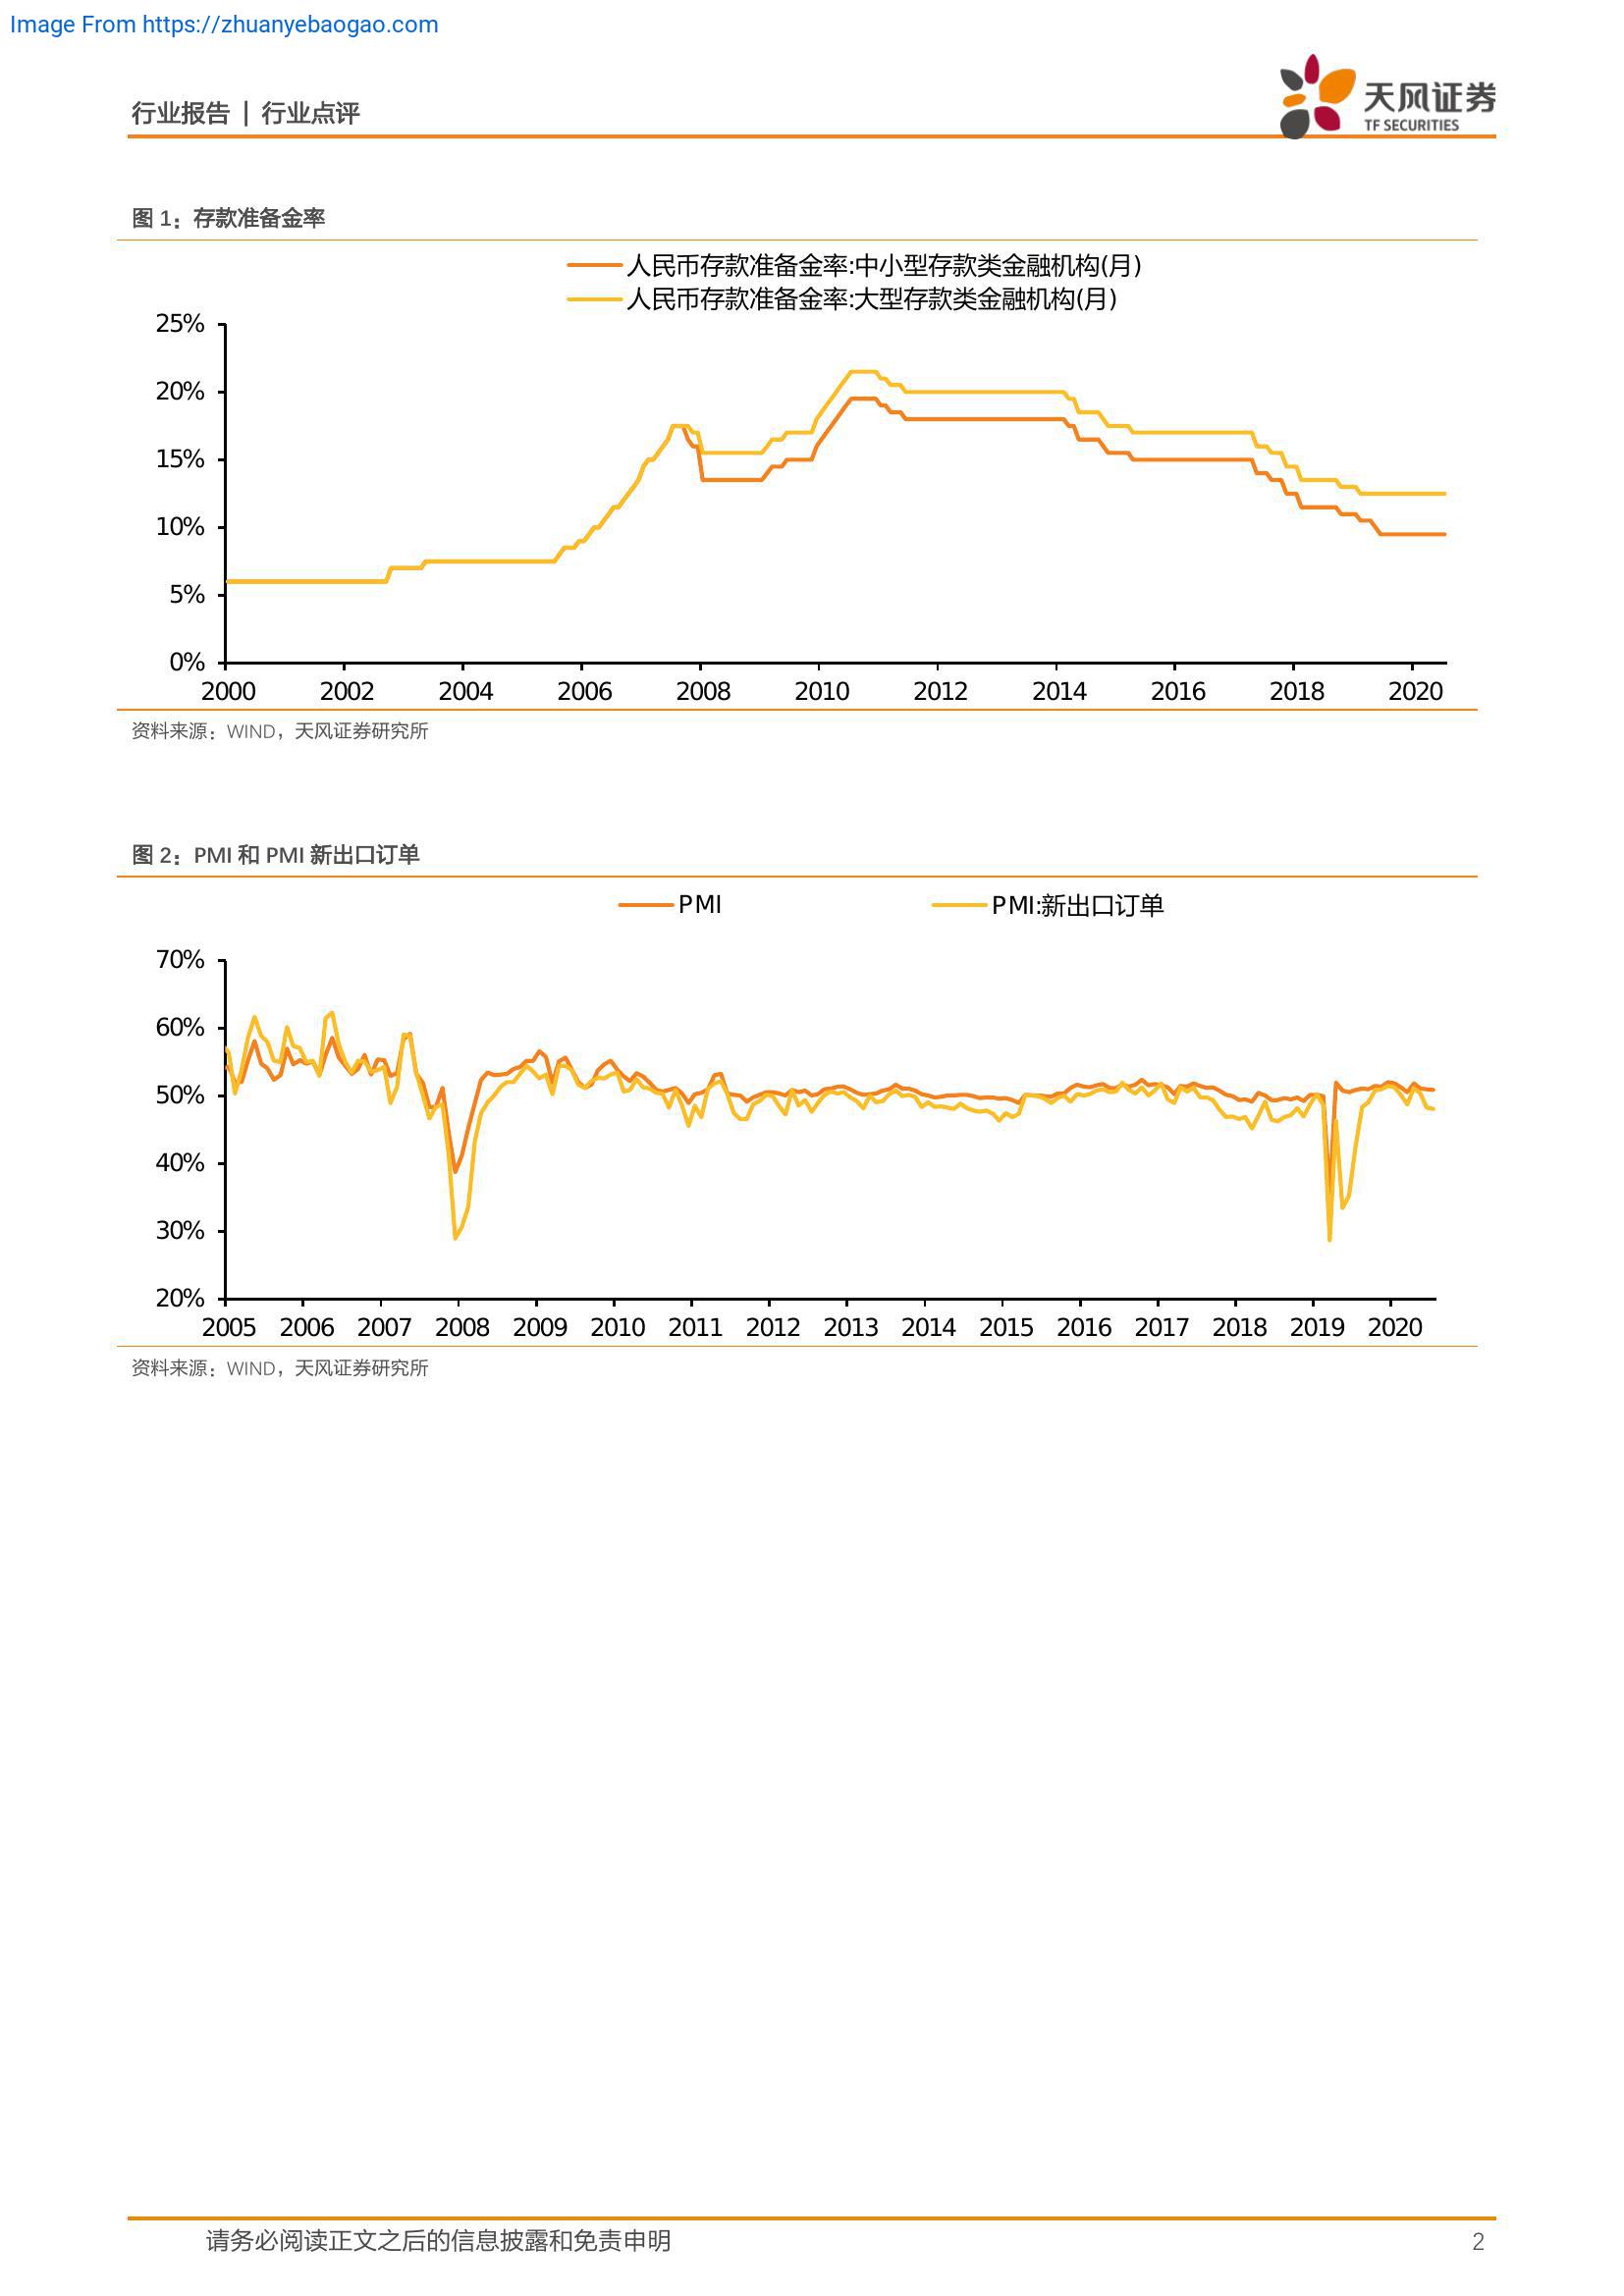 Image From https://zhuanyebaogao.com
行业报告 | 行业点评
天风证券
TF SECURITIES
图 1：存款准备金率
人民币存款准备金率:中小型存款类金融机构(月)
人民币存款准备金率:大型存款类金融机构(月)
25%
20%
15%
10%
5%
0%
2000 2002 2004 2006 2008 2010 2012 2014 2016 2018 2020
资料来源：WIND，天风证券研究所
图 2：PMI 和 PMI 新出口订单
PMI PMI:新出口订单
70%
60%
50%
40%
30%
20%
2005 2006 2007 2008 2009 2010 2011 2012 2013 2014 2015 2016 2017 2018 2019 2020
资料来源：WIND，天风证券研究所
请务必阅读正文之后的信息披露和免责申明 2